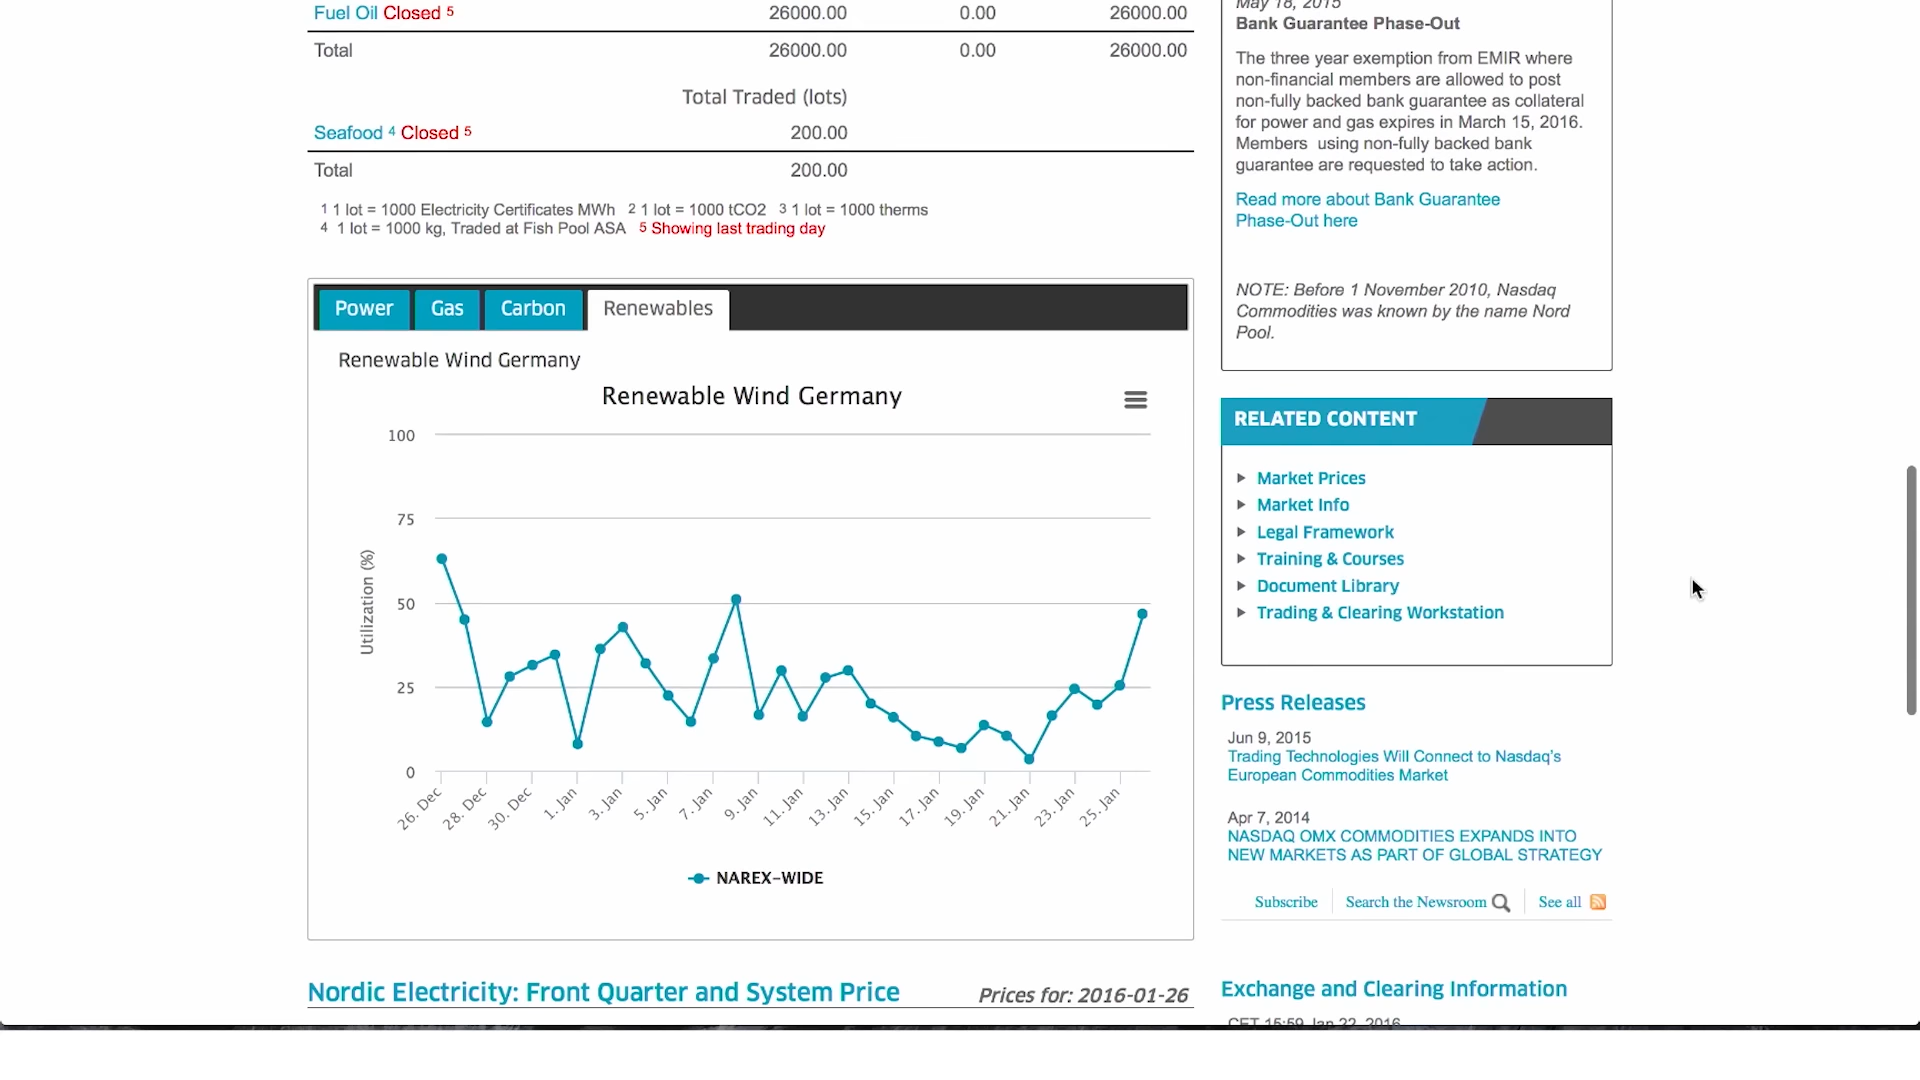 Fuel Oil Closed 5 26000.00 0.00 26000.00
Total 26000.00 0.00 26000.00
Total Traded (lots)
Seafood 4 Closed 5 200.00
Total 200.00
1 1 lot = 1000 Electricity Certificates MWh 2 1 lot = 1000 tCO2 3 1 lot = 1000 therms
4 1 lot = 1000 kg, Traded at Fish Pool ASA 5 Showing last trading day
Power Gas Carbon Renewables
Renewable Wind Germany
Renewable Wind Germany
100
75
50
25
0
Utilization (%)
26. Dec 28. Dec 30. Dec 1. Jan 3. Jan 5. Jan 7. Jan 9. Jan 11. Jan 13. Jan 15. Jan 17. Jan 19. Jan 21. Jan 23. Jan 25. Jan
NAREX-WIDE
Nordic Electricity: Front Quarter and System Price Prices for: 2016-01-26
May 18, 2015
Bank Guarantee Phase-Out
The three year exemption from EMIR where
non-financial members are allowed to post
non-fully backed bank guarantee as collateral
for power and gas expires in March 15, 2016.
Members using non-fully backed bank
guarantee are requested to take action.
Read more about Bank Guarantee
Phase-Out here
NOTE: Before 1 November 2010, Nasdaq
Commodities was known by the name Nord
Pool.
RELATED CONTENT
Market Prices
Market Info
Legal Framework
Training & Courses
Document Library
Trading & Clearing Workstation
Press Releases
Jun 9, 2015
Trading Technologies Will Connect to Nasdaq's
European Commodities Market
Apr 7, 2014
NASDAQ OMX COMMODITIES EXPANDS INTO
NEW MARKETS AS PART OF GLOBAL STRATEGY
Subscribe Search the Newsroom See all
Exchange and Clearing Information
CET 15:59 Jan 22, 2016